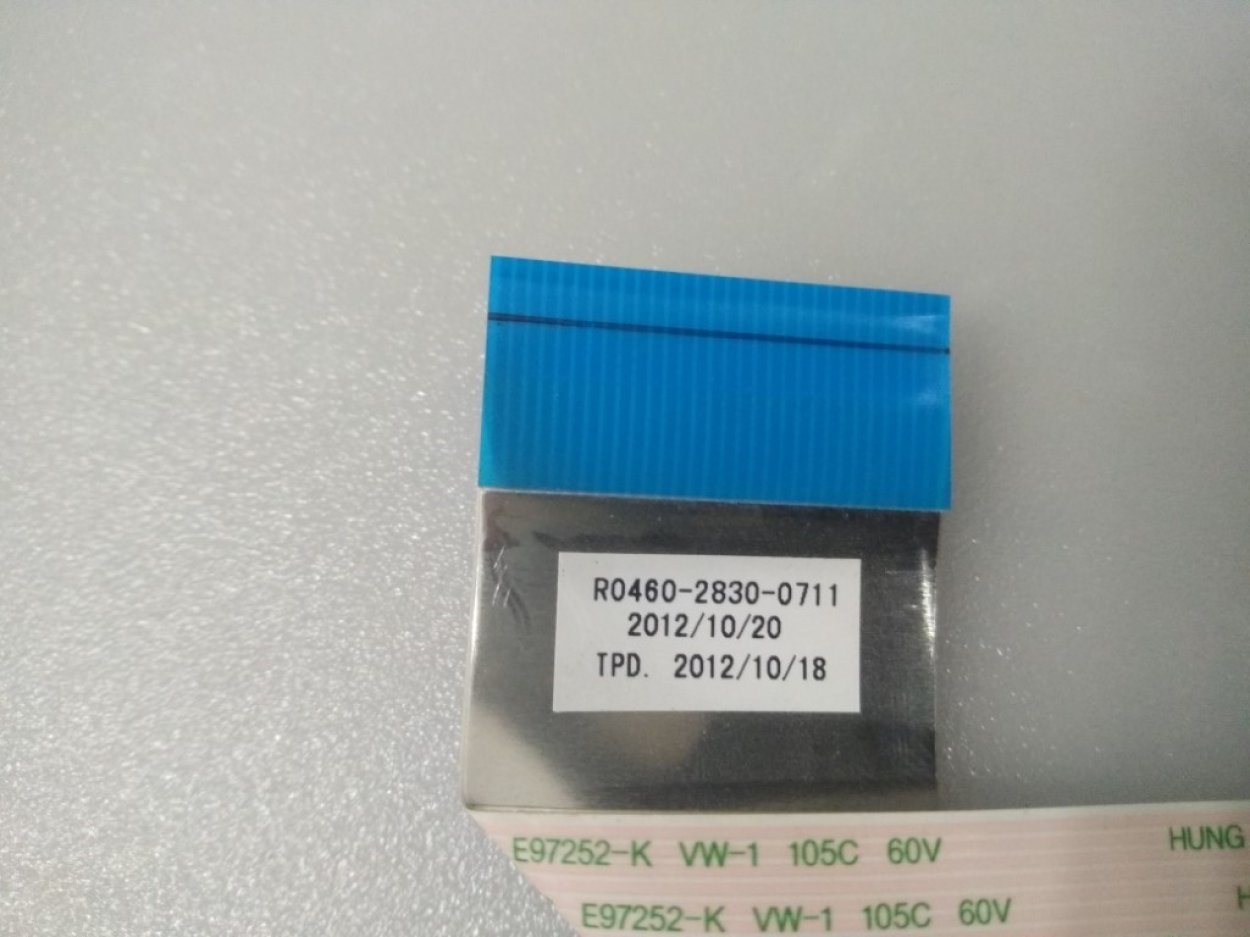 R0460-2830-0711
2012/10/20
TPD. 2012/10/18
E97252-K VW-1 105C 60V HUNG
E97252-K VW-1 105C 60V